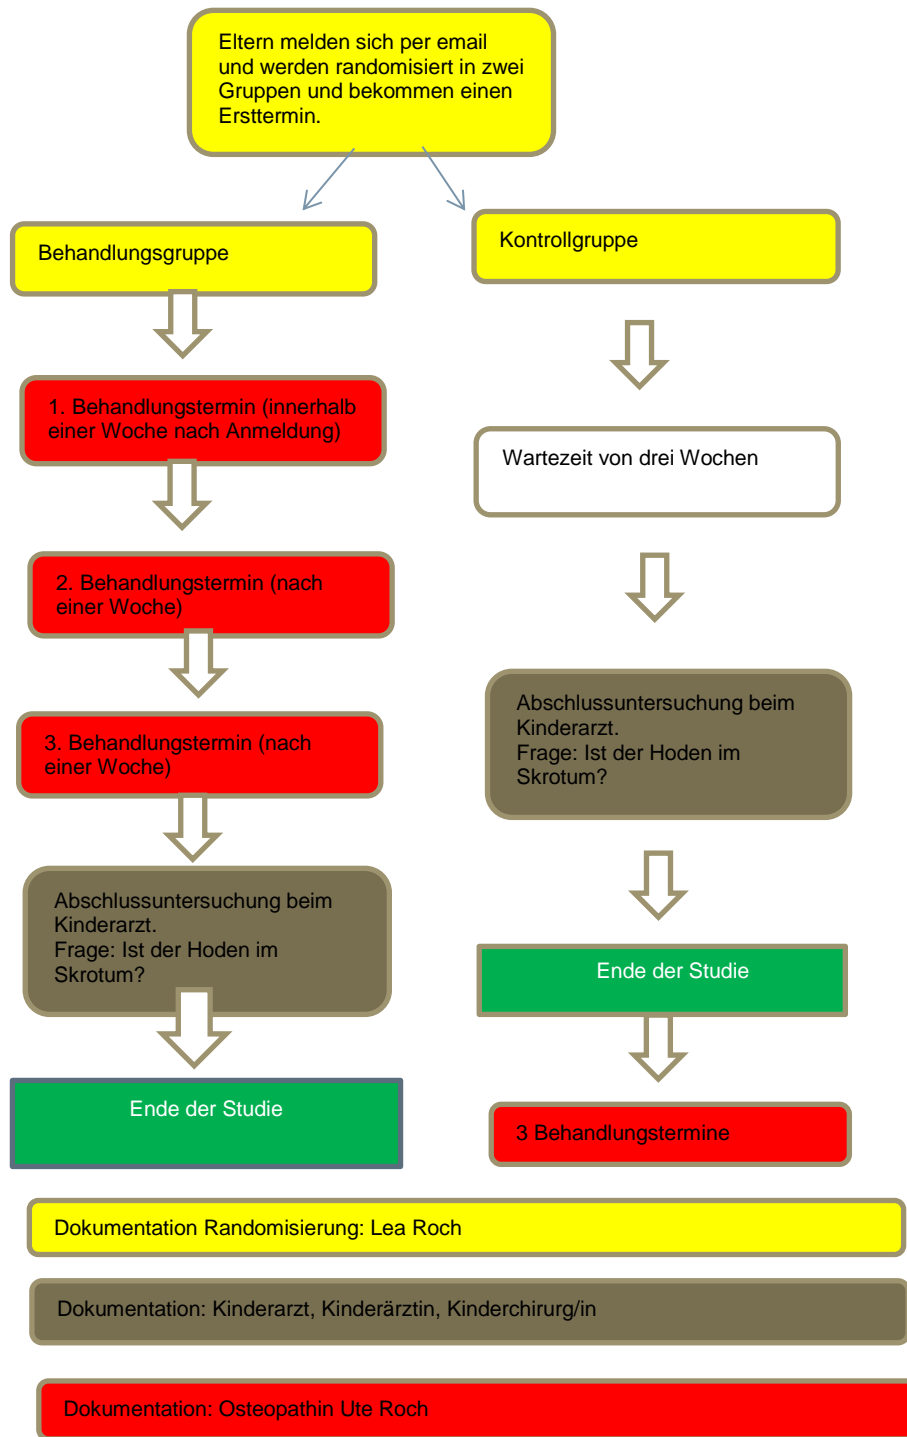 Eltern melden sich per email
und werden randomisiert in zwei
Gruppen und bekommen einen
Ersttermin.
Behandlungsgruppe
Kontrollgruppe
1. Behandlungstermin (innerhalb
einer Woche nach Anmeldung)
Wartezeit von drei Wochen
2. Behandlungstermin (nach
einer Woche)
3. Behandlungstermin (nach
einer Woche)
Abschlussuntersuchung beim
Kinderarzt.
Frage: Ist der Hoden im
Skrotum?
Abschlussuntersuchung beim
Kinderarzt.
Frage: Ist der Hoden im
Skrotum?
Ende der Studie
Ende der Studie
3 Behandlungstermine
Dokumentation Randomisierung: Lea Roch
Dokumentation: Kinderarzt, Kinderärztin, Kinderchirurg/in
Dokumentation: Osteopathin Ute Roch